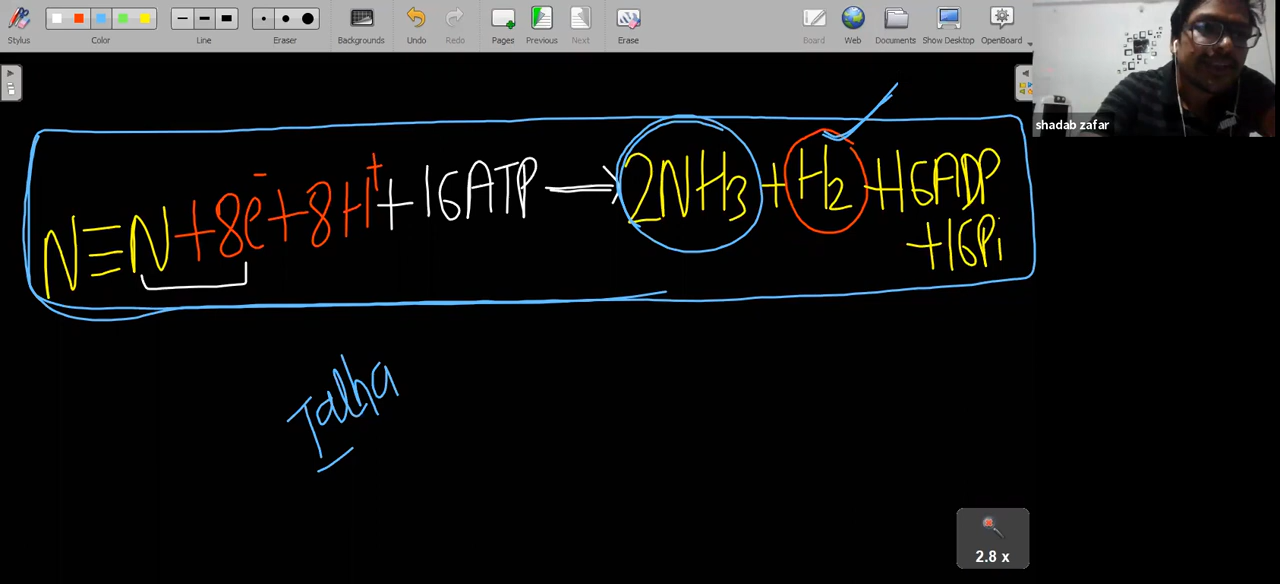 Stylus Color Line Eraser Backgrounds Undo Redo Pages Previous Next Erase Board Web Documents Show Desktop OpenBoard
shadab zafar
N≡N+8e⁻+8H⁺+16ATP→2NH3+H2+16ADP
+16Pi
Talha
2.8 x